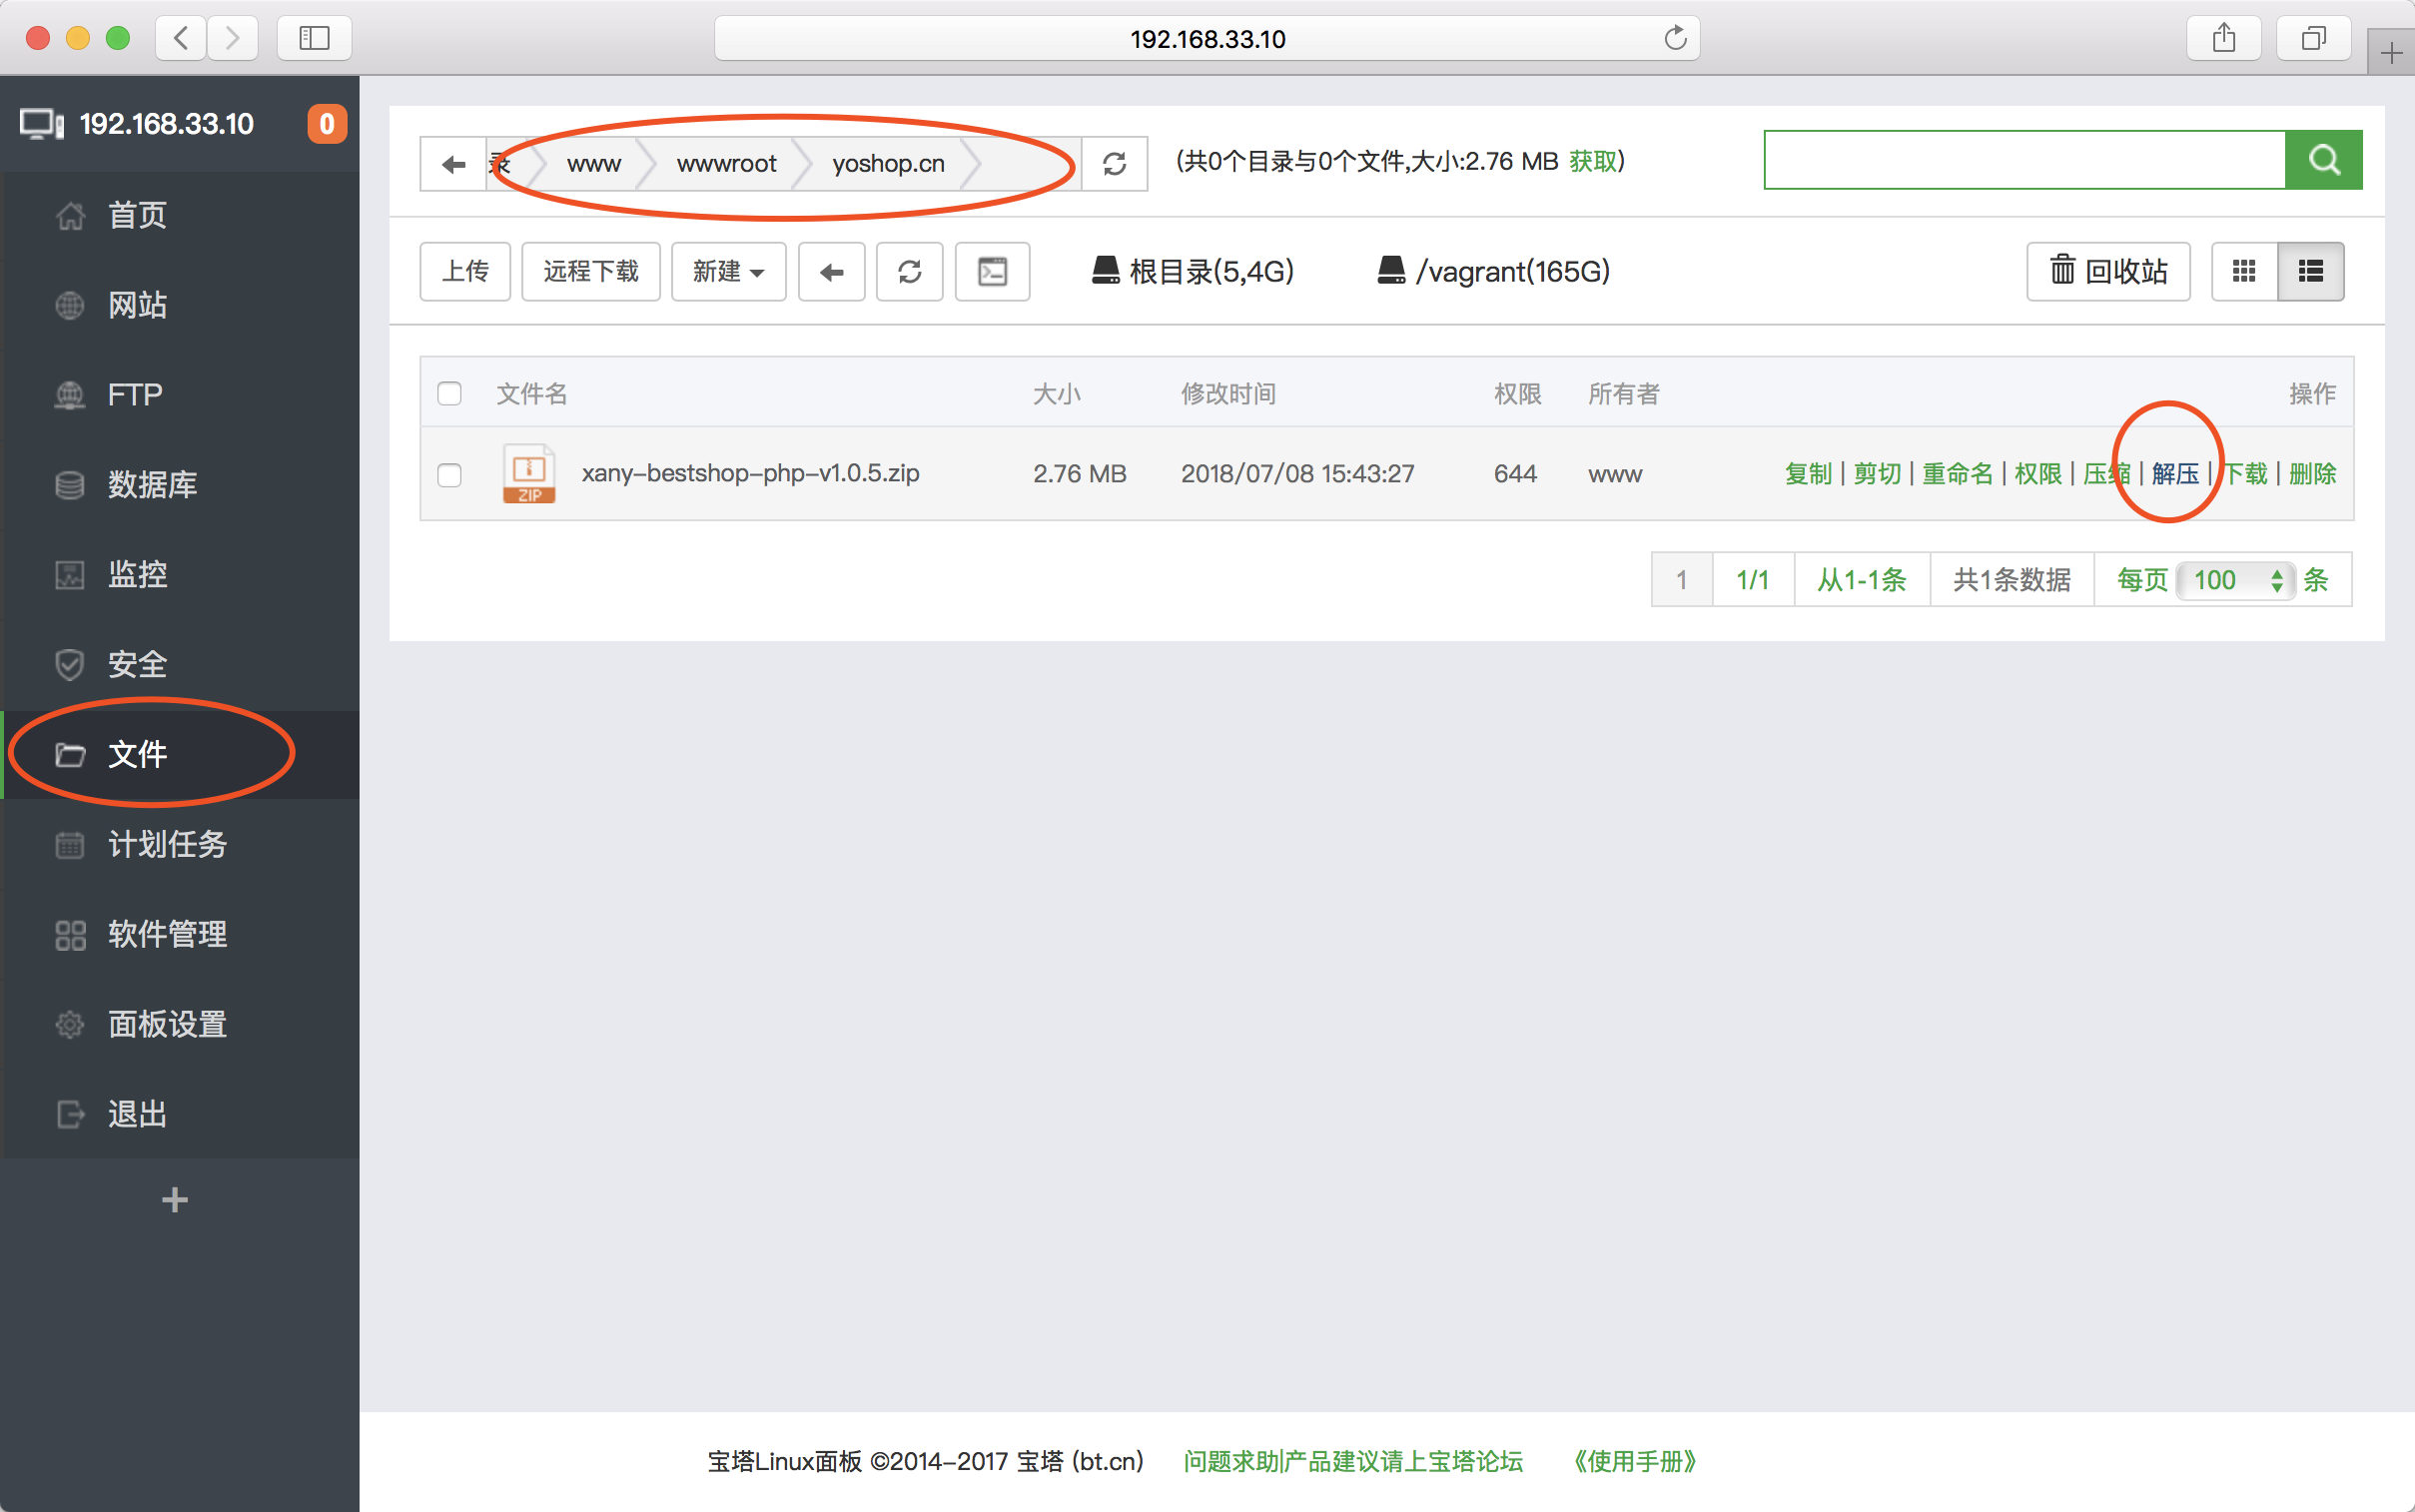 192.168.33.10
192.168.33.10 0
首页
网站
FTP
数据库
监控
安全
文件
计划任务
软件管理
面板设置
退出
录 www wwwroot yoshop.cn (共0个目录与0个文件,大小:2.76 MB 获取)
上传 远程下载 新建 根目录(5,4G) /vagrant(165G) 回收站
文件名 大小 修改时间 权限 所有者 操作
ZIP xany-bestshop-php-v1.0.5.zip 2.76 MB 2018/07/08 15:43:27 644 www 复制 | 剪切 | 重命名 | 权限 | 压缩 | 解压 | 下载 | 删除
1 1/1 从1-1条 共1条数据 每页 100 条
宝塔Linux面板 ©2014-2017 宝塔 (bt.cn) 问题求助|产品建议请上宝塔论坛 《使用手册》